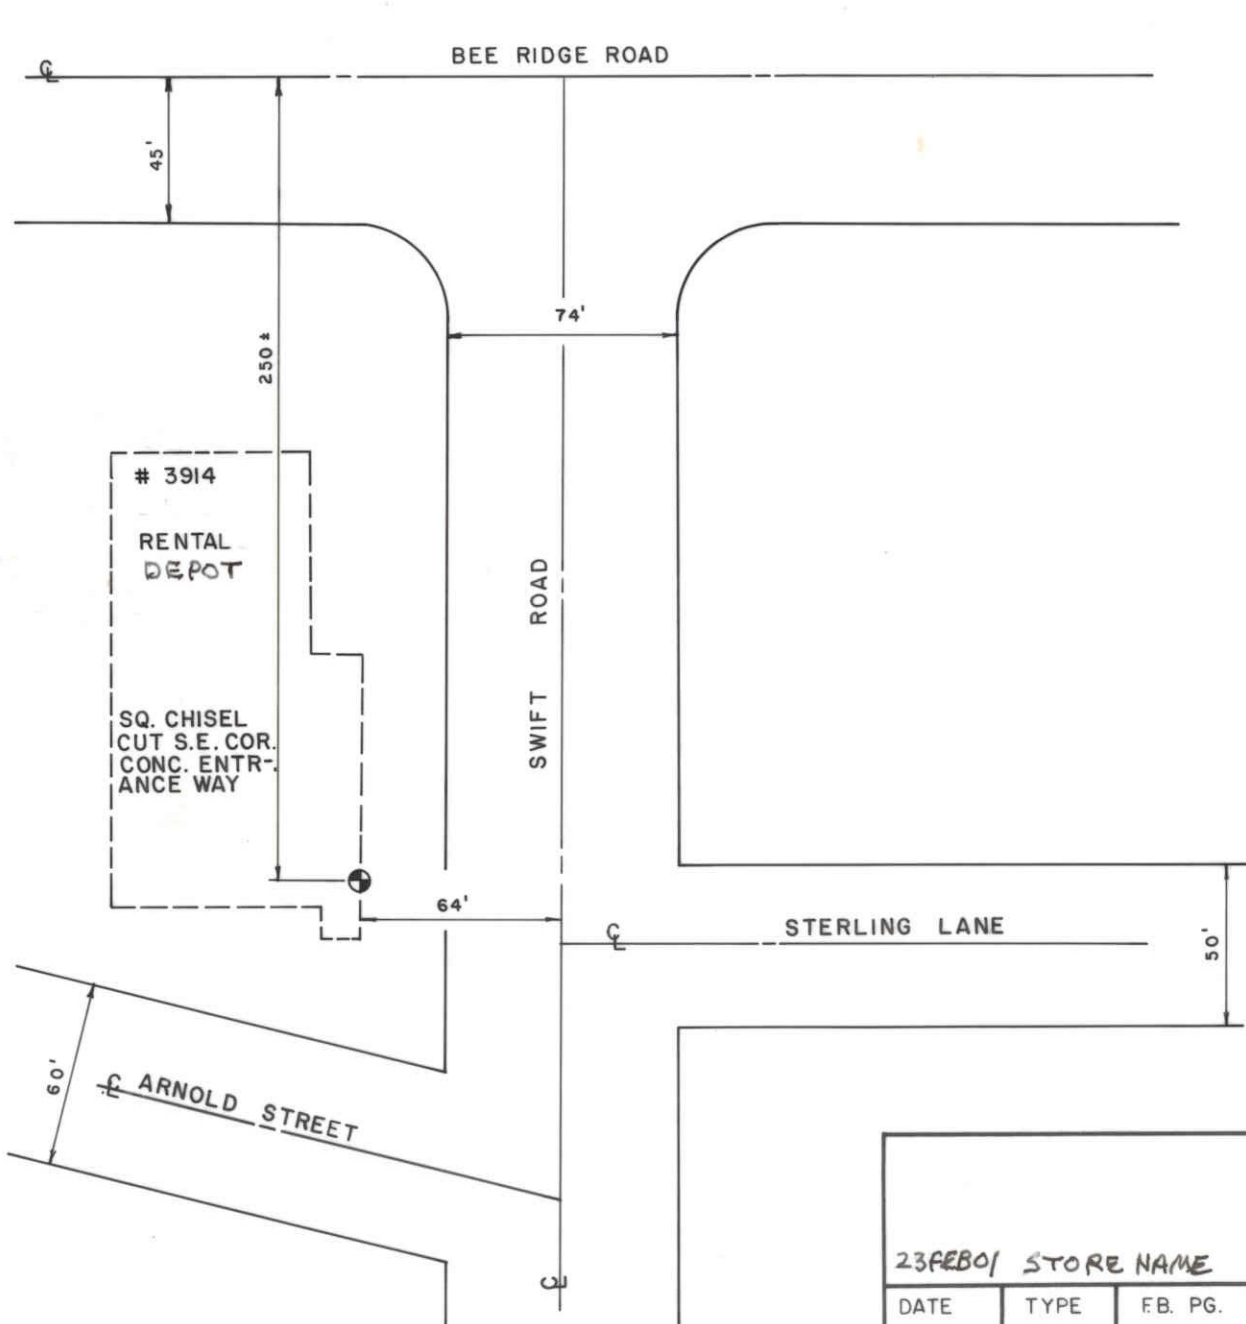 BEE RIDGE ROAD
℄
45'
250±
74'
# 3914
RENTAL
DEPOT
SWIFT ROAD
SQ. CHISEL
CUT S.E. COR.
CONC. ENTR-
ANCE WAY
64'
℄
STERLING LANE
50'
60'
℄ ARNOLD STREET
℄
23FEB01 STORE NAME
DATE TYPE F.B. PG.